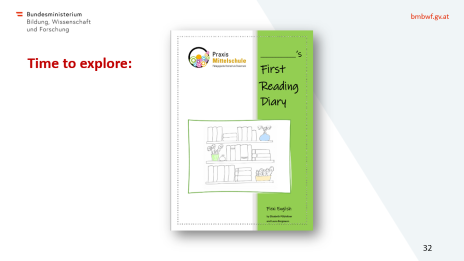 Bundesministerium
Bildung, Wissenschaft
und Forschung
bmbwf.gv.at
Time to explore:
Praxis
Mittelschule
's
First
Reading
Diary
32